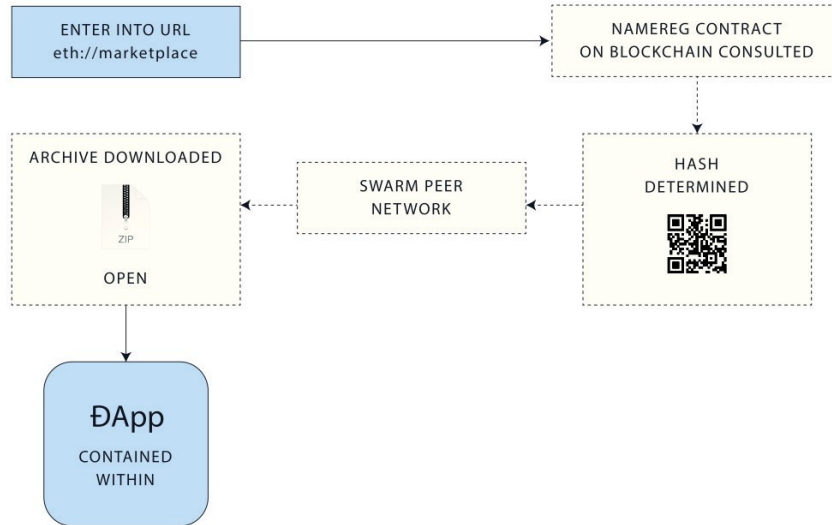 ENTER INTO URL
eth://marketplace
NAMEREG CONTRACT
ON BLOCKCHAIN CONSULTED
HASH
DETERMINED
SWARM PEER
NETWORK
ARCHIVE DOWNLOADED
ZIP
OPEN
ÐApp
CONTAINED
WITHIN